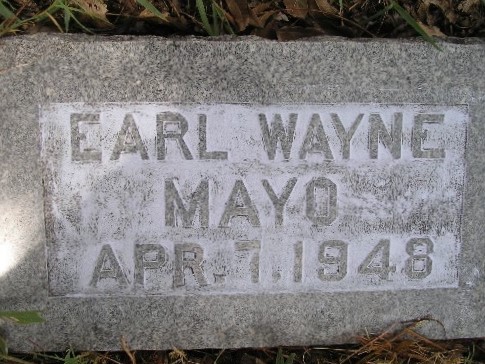 EARL WAYNE
MAYO
APR. 7. 1948